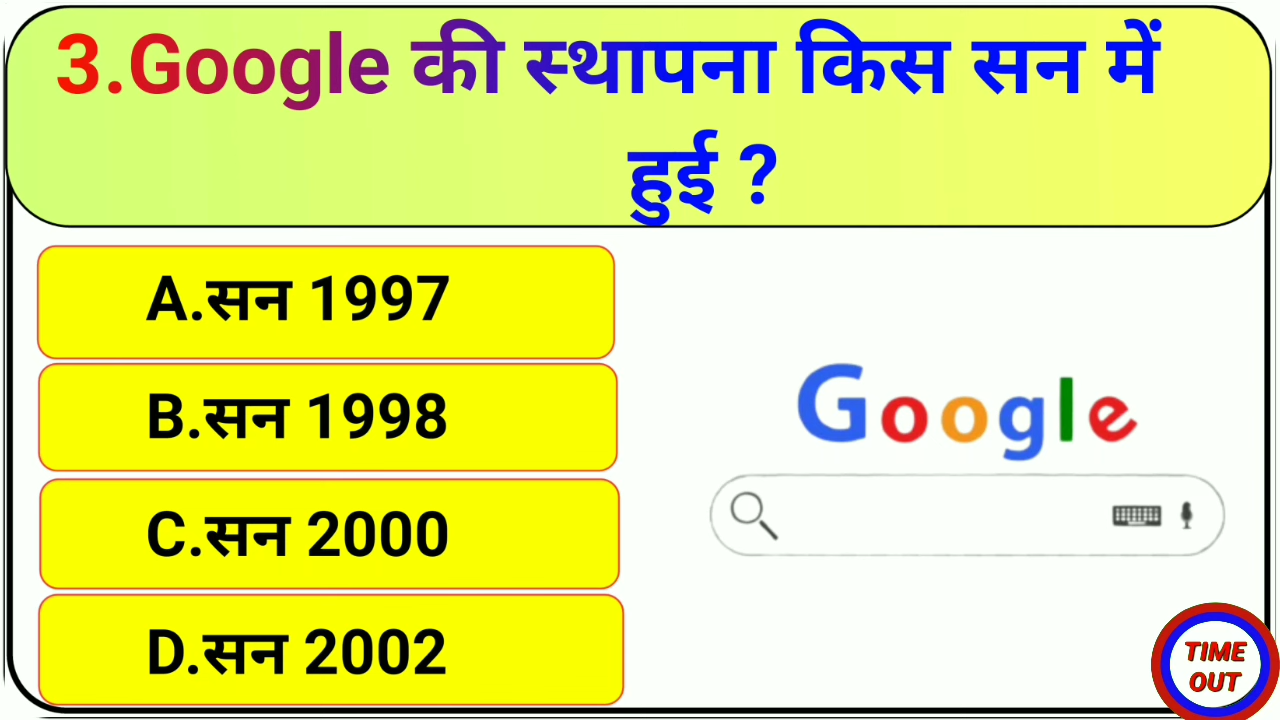 3.Google की स्थापना किस सन में
हुई ?
A.सन 1997
B.सन 1998
C.सन 2000
D.सन 2002
Google
TIME
OUT